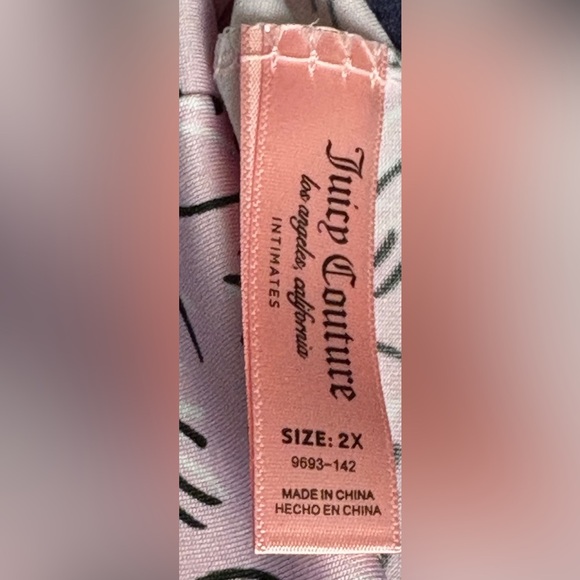 Juicy Couture
los angeles, california
INTIMATES
SIZE: 2X
9693-142
MADE IN CHINA
HECHO EN CHINA